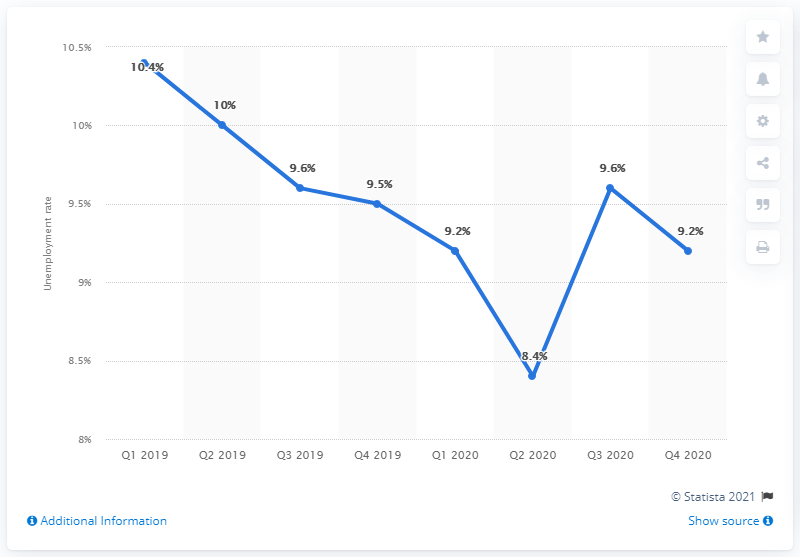 10.5%
10%
9.5%
9%
8.5%
8%
Unemployment rate
10.4%
10%
9.6%
9.5%
9.2%
8.4%
9.6%
9.2%
Q1 2019 Q2 2019 Q3 2019 Q4 2019 Q1 2020 Q2 2020 Q3 2020 Q4 2020
© Statista 2021
Additional Information
Show source